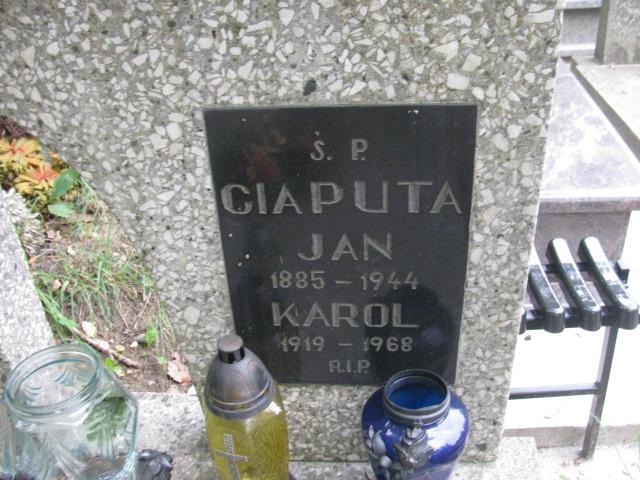 Ś. P.
CIAPUTA
JAN
1885 – 1944
KAROL
1919 – 1968
R.I.P.